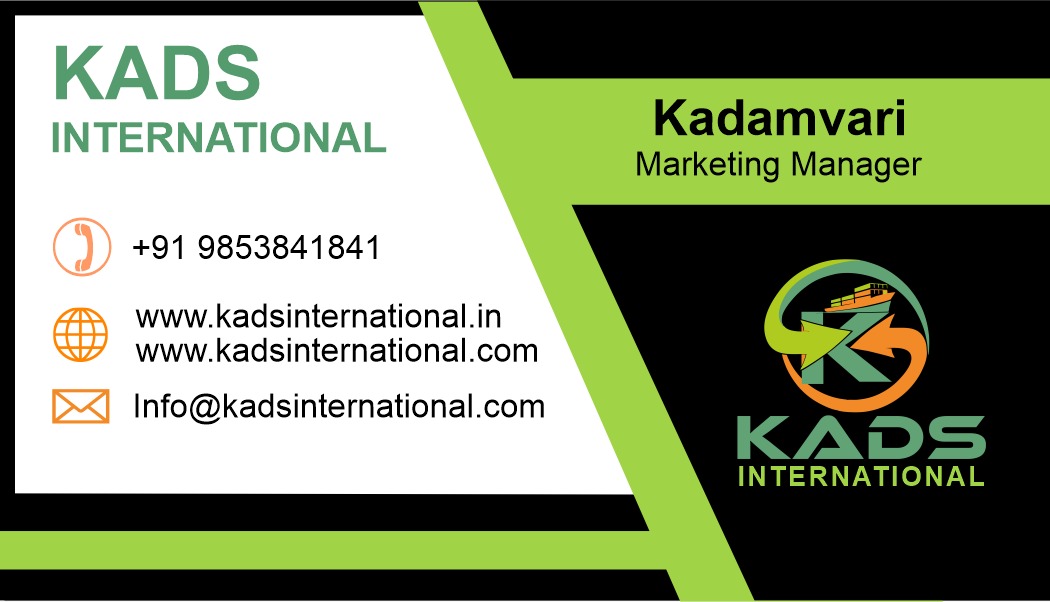 KADS
INTERNATIONAL
+91 9853841841
www.kadsinternational.in
www.kadsinternational.com
Info@kadsinternational.com
Kadamvari
Marketing Manager
K
KADS
INTERNATIONAL